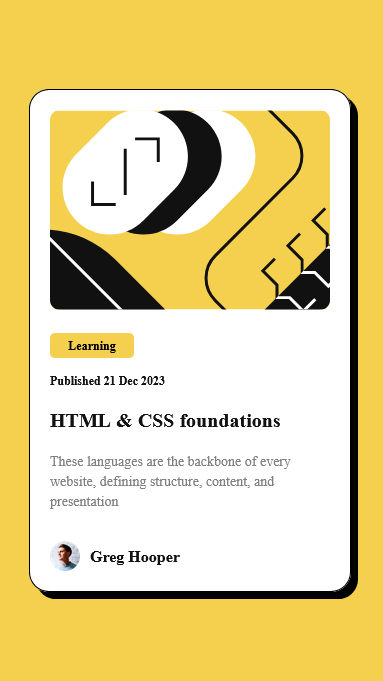 Learning
Published 21 Dec 2023
HTML & CSS foundations
These languages are the backbone of every
website, defining structure, content, and
presentation
Greg Hooper